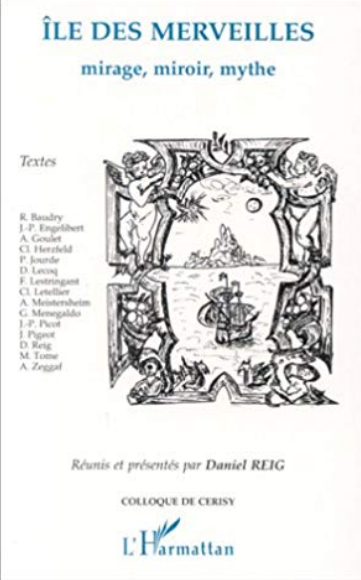 ÎLE DES MERVEILLES
mirage, miroir, mythe
Textes
R. Baudry
J.-P. Engelibert
A. Goulet
Cl. Herzfeld
P. Jourde
D. Lecoq
F. Lestringant
Cl. Letellier
A. Meistersheim
G. Menegaldo
J.-P. Picot
J. Pigeot
D. Reig
M. Tome
A. Zeggaf
Réunis et présentés par Daniel REIG
COLLOQUE DE CERISY
L'Harmattan